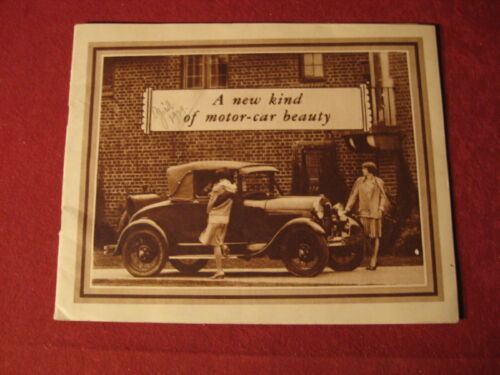 A new kind
of motor-car beauty